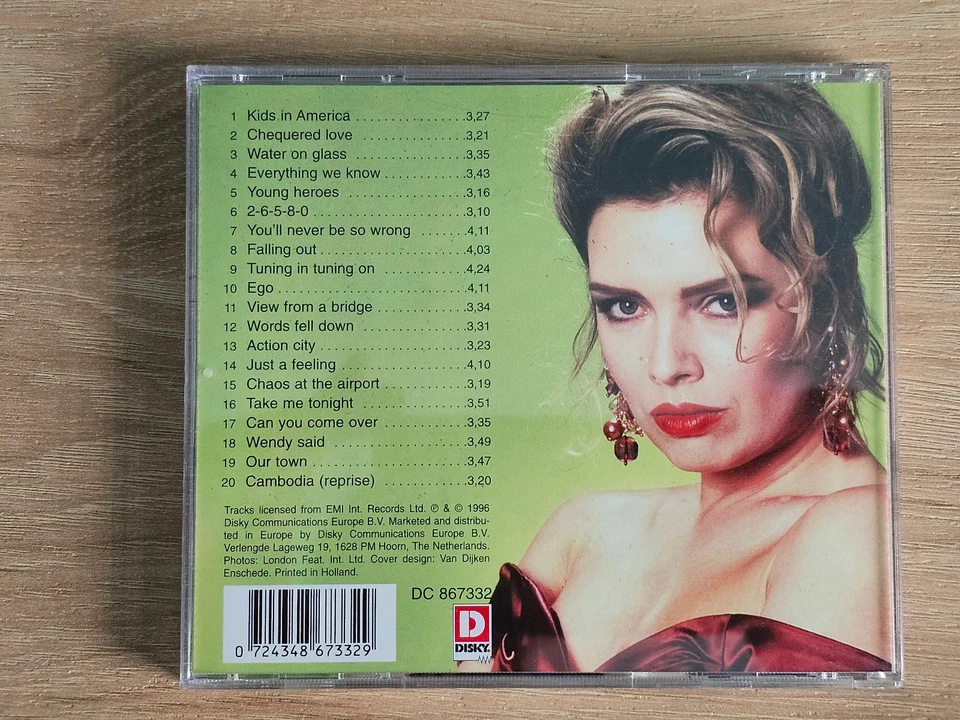 1 Kids in America . . . . . . . . . . . . . . .3,27
2 Chequered love . . . . . . . . . . . . . . .3,21
3 Water on glass . . . . . . . . . . . . . . .3,35
4 Everything we know . . . . . . . . . . .3,43
5 Young heroes . . . . . . . . . . . . . . . . .3,16
6 2-6-5-8-0 . . . . . . . . . . . . . . . . . . . . .3,10
7 You'll never be so wrong . . . . . . .4,11
8 Falling out . . . . . . . . . . . . . . . . . . . .4,03
9 Tuning in tuning on . . . . . . . . . . . .4,24
10 Ego . . . . . . . . . . . . . . . . . . . . . . . . .4,11
11 View from a bridge . . . . . . . . . . . . .3,34
12 Words fell down . . . . . . . . . . . . . . .3,31
13 Action city . . . . . . . . . . . . . . . . . . . .3,23
14 Just a feeling . . . . . . . . . . . . . . . . .4,10
15 Chaos at the airport . . . . . . . . . . .3,19
16 Take me tonight . . . . . . . . . . . . . .3,51
17 Can you come over . . . . . . . . . . . .3,35
18 Wendy said . . . . . . . . . . . . . . . . . .3,49
19 Our town . . . . . . . . . . . . . . . . . . . . .3,47
20 Cambodia (reprise) . . . . . . . . . . . .3,20
Tracks licensed from EMI Int. Records Ltd. ℗ & © 1996
Disky Communications Europe B.V. Marketed and distribu-
ted in Europe by Disky Communications Europe B.V.
Verlengde Lageweg 19, 1628 PM Hoorn, The Netherlands.
Photos: London Feat. Int. Ltd. Cover design: Van Dijken
Enschede. Printed in Holland.
DC 867332
D
DISKY.
0 724348 673329